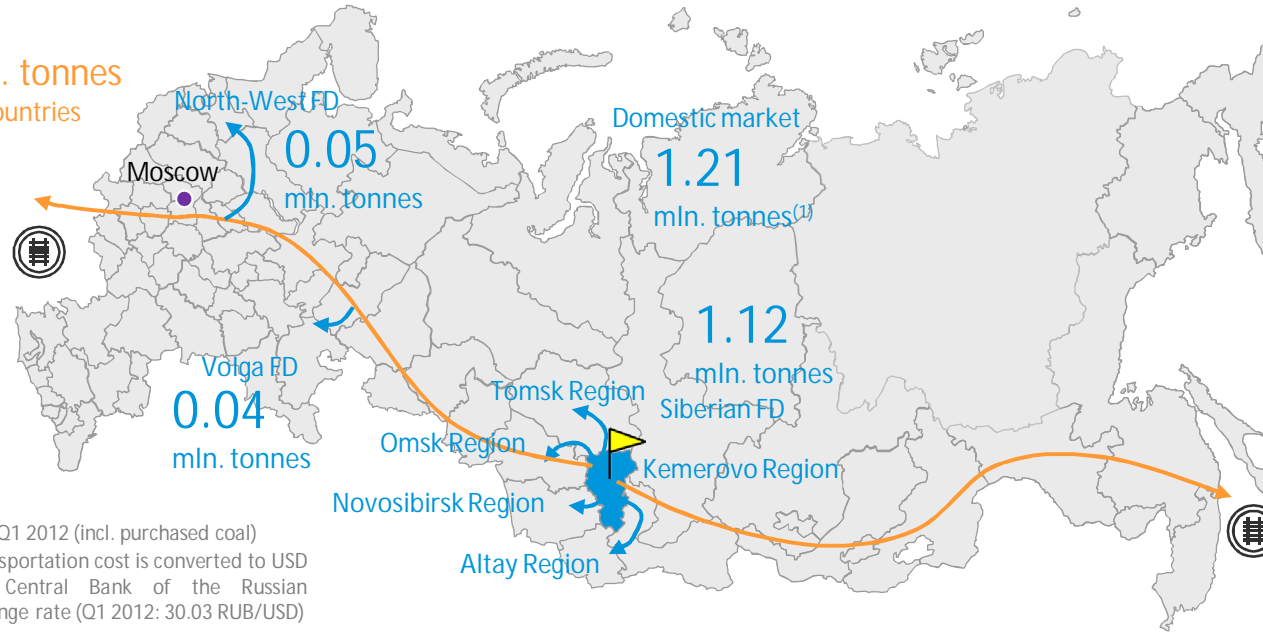 . tonnes
ountries
North-West FD
0.05
mln. tonnes
Moscow
Domestic market
1.21
mln. tonnes(1)
1.12
mln. tonnes
Siberian FD
Volga FD
0.04
mln. tonnes
Tomsk Region
Omsk Region
Kemerovo Region
Novosibirsk Region
Altay Region
Q1 2012 (incl. purchased coal)
sportation cost is converted to USD
Central Bank of the Russian
nge rate (Q1 2012: 30.03 RUB/USD)